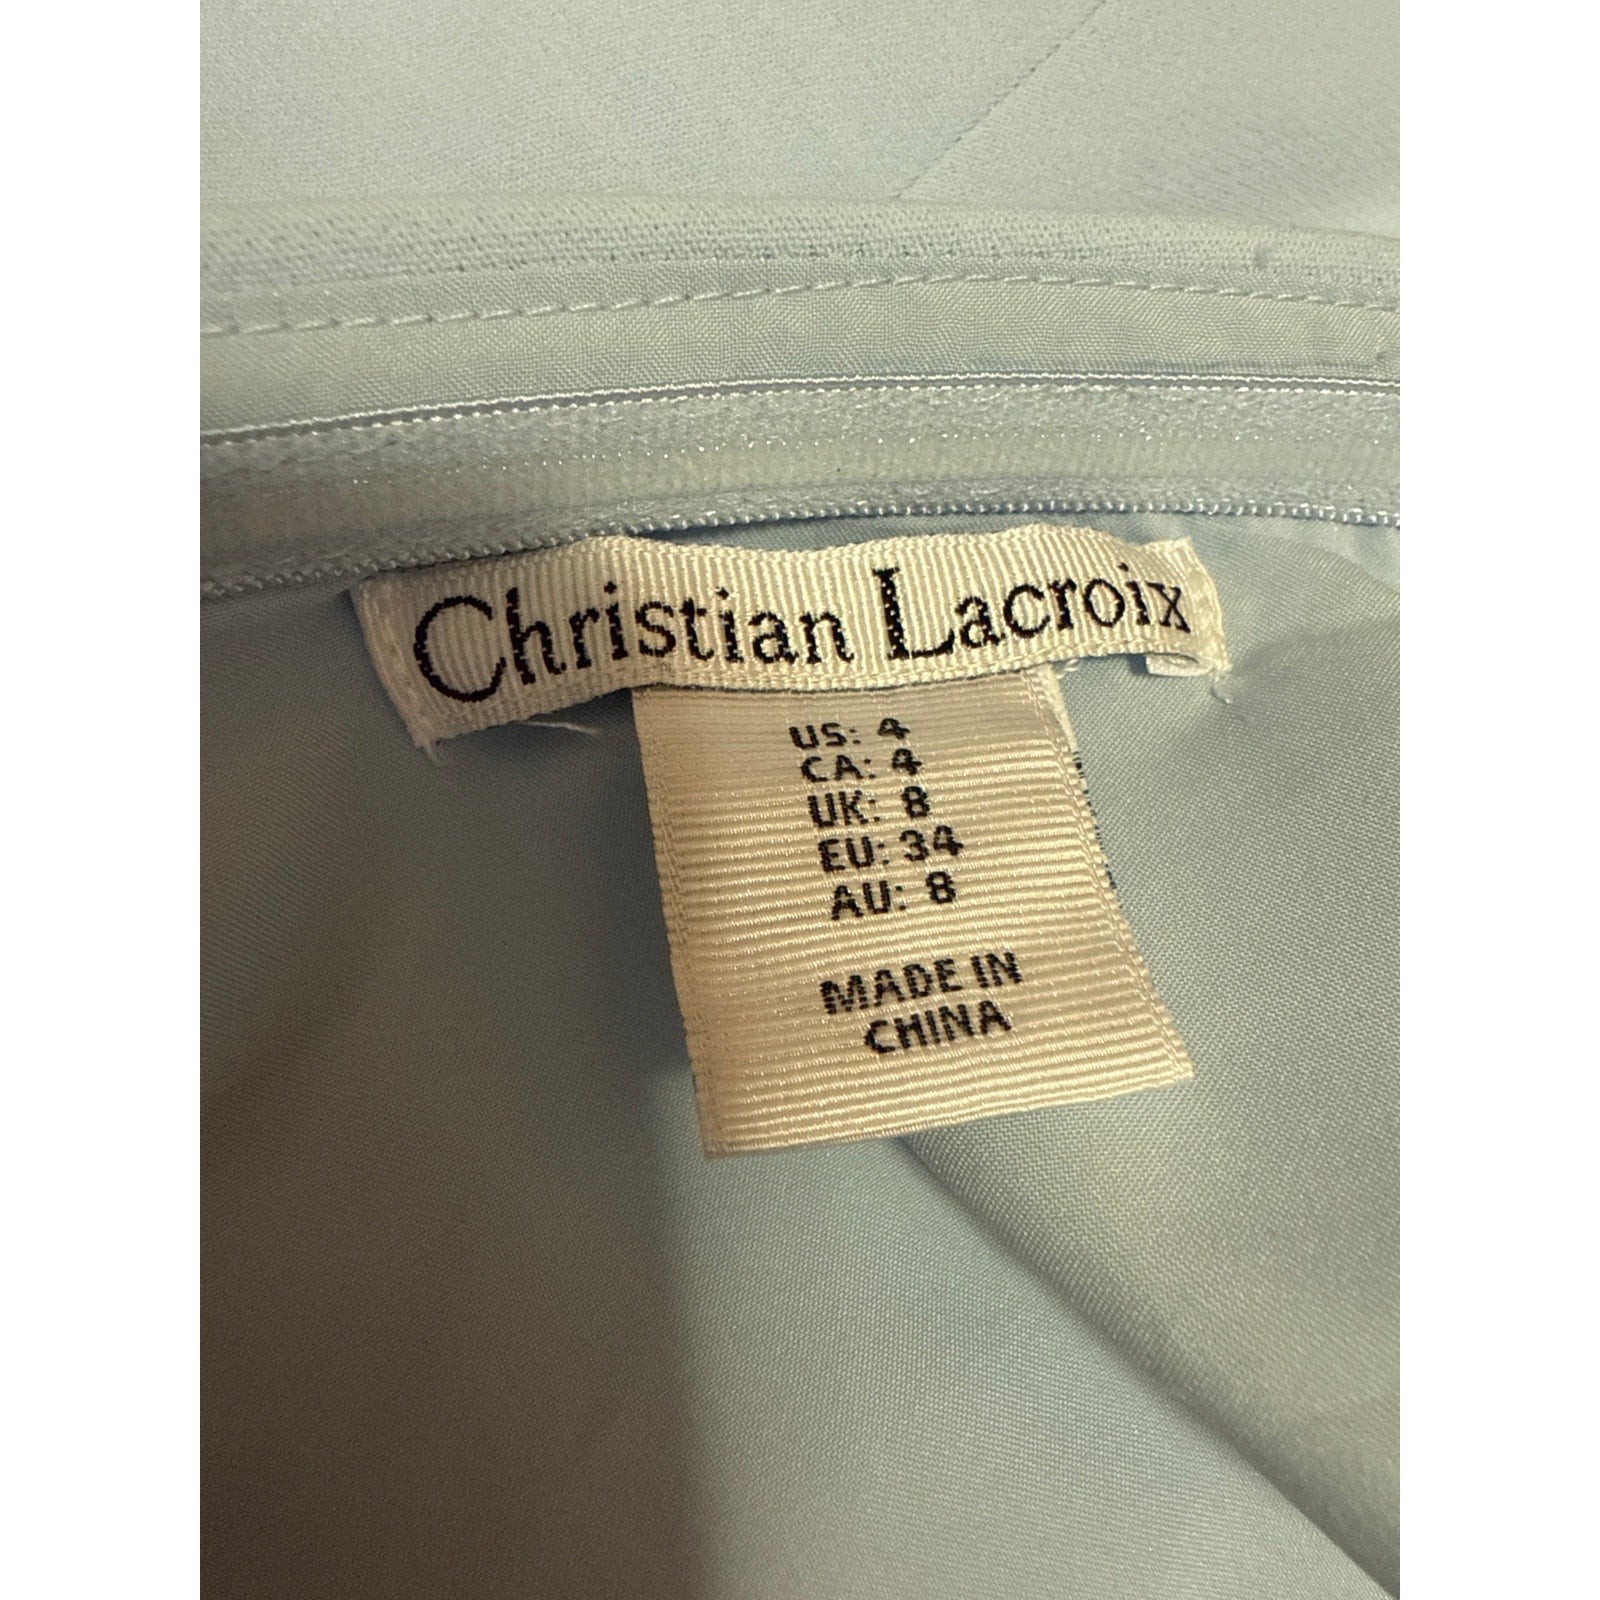 Christian Lacroix
US: 4
CA: 4
UK: 8
EU: 34
AU: 8
MADE IN
CHINA